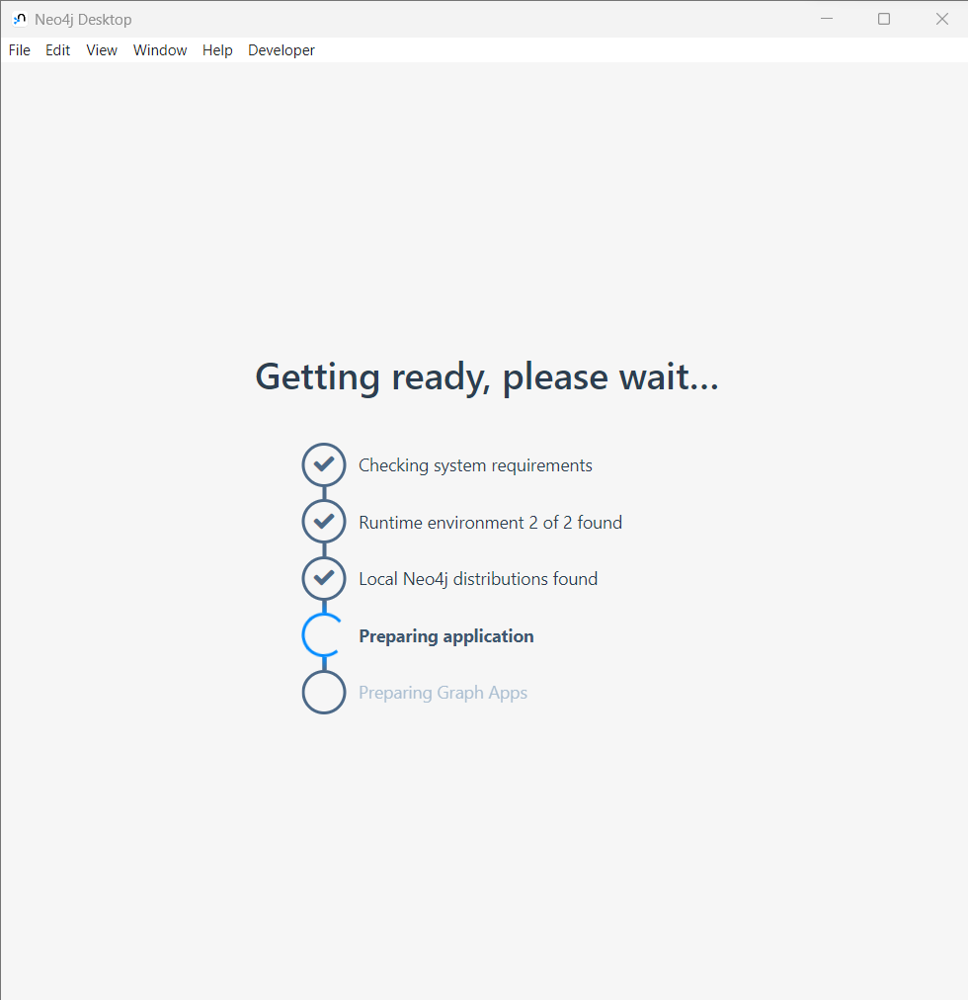 Neo4j Desktop
File Edit View Window Help Developer
Getting ready, please wait...
Checking system requirements
Runtime environment 2 of 2 found
Local Neo4j distributions found
Preparing application
Preparing Graph Apps